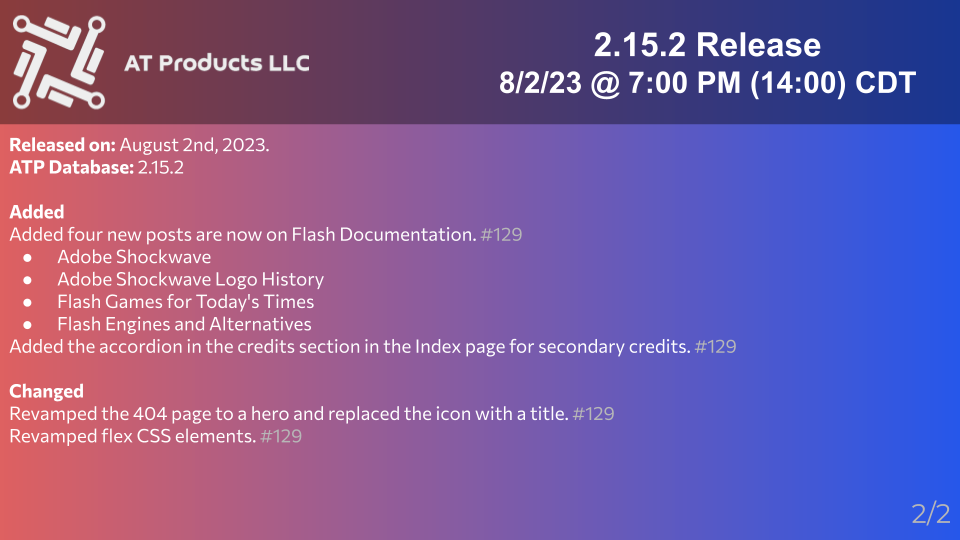 AT Products LLC
2.15.2 Release
8/2/23 @ 7:00 PM (14:00) CDT
Released on: August 2nd, 2023.
ATP Database: 2.15.2
Added
Added four new posts are now on Flash Documentation. #129
● Adobe Shockwave
● Adobe Shockwave Logo History
● Flash Games for Today's Times
● Flash Engines and Alternatives
Added the accordion in the credits section in the Index page for secondary credits. #129
Changed
Revamped the 404 page to a hero and replaced the icon with a title. #129
Revamped flex CSS elements. #129
2/2